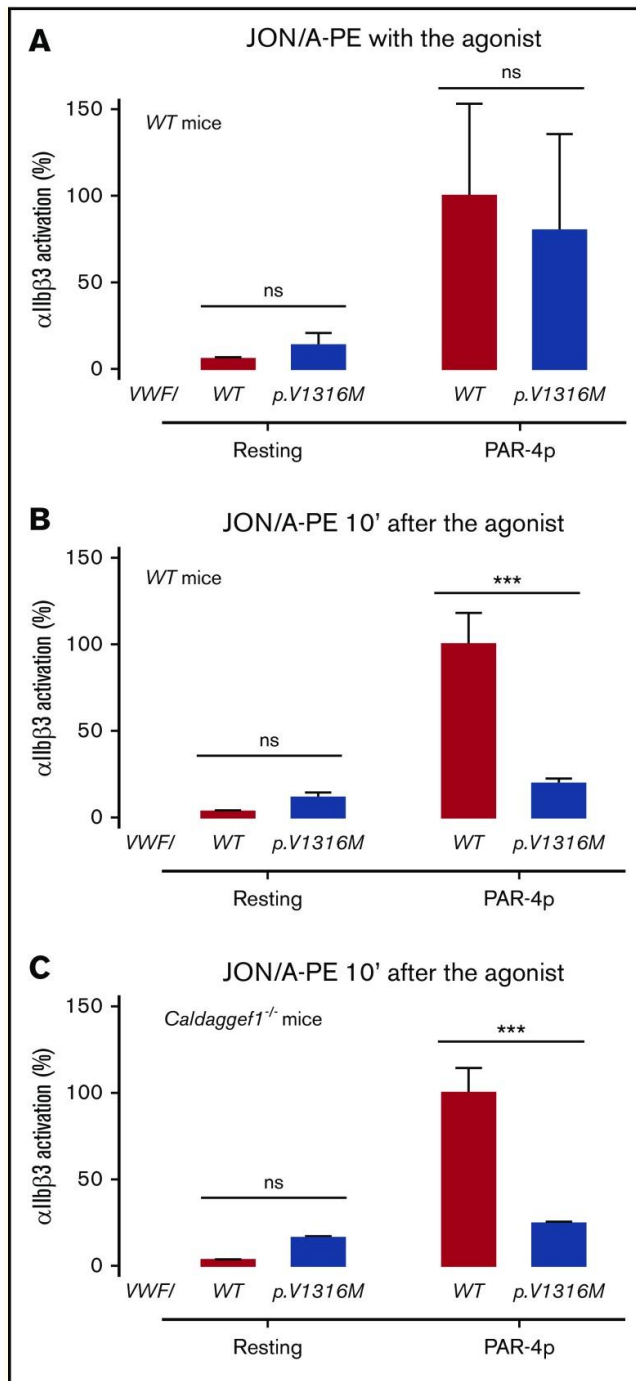 A
JON/A-PE with the agonist
WT mice
ns
ns
αIIbβ3 activation (%)
150
100
50
0
VWF/ WT p.V1316M WT p.V1316M
Resting PAR-4p
B
JON/A-PE 10' after the agonist
WT mice
ns
***
αIIbβ3 activation (%)
150
100
50
0
VWF/ WT p.V1316M WT p.V1316M
Resting PAR-4p
C
JON/A-PE 10' after the agonist
Caldaggef1-/- mice
ns
***
αIIbβ3 activation (%)
150
100
50
0
VWF/ WT p.V1316M WT p.V1316M
Resting PAR-4p